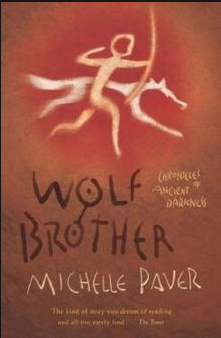 WOLF
CHRONICLES
OF
ANCIENT
DARKNESS
BROTHER
MICHELLE PAVER
The kind of story you dream of reading
and all too rarely find . . . The Times